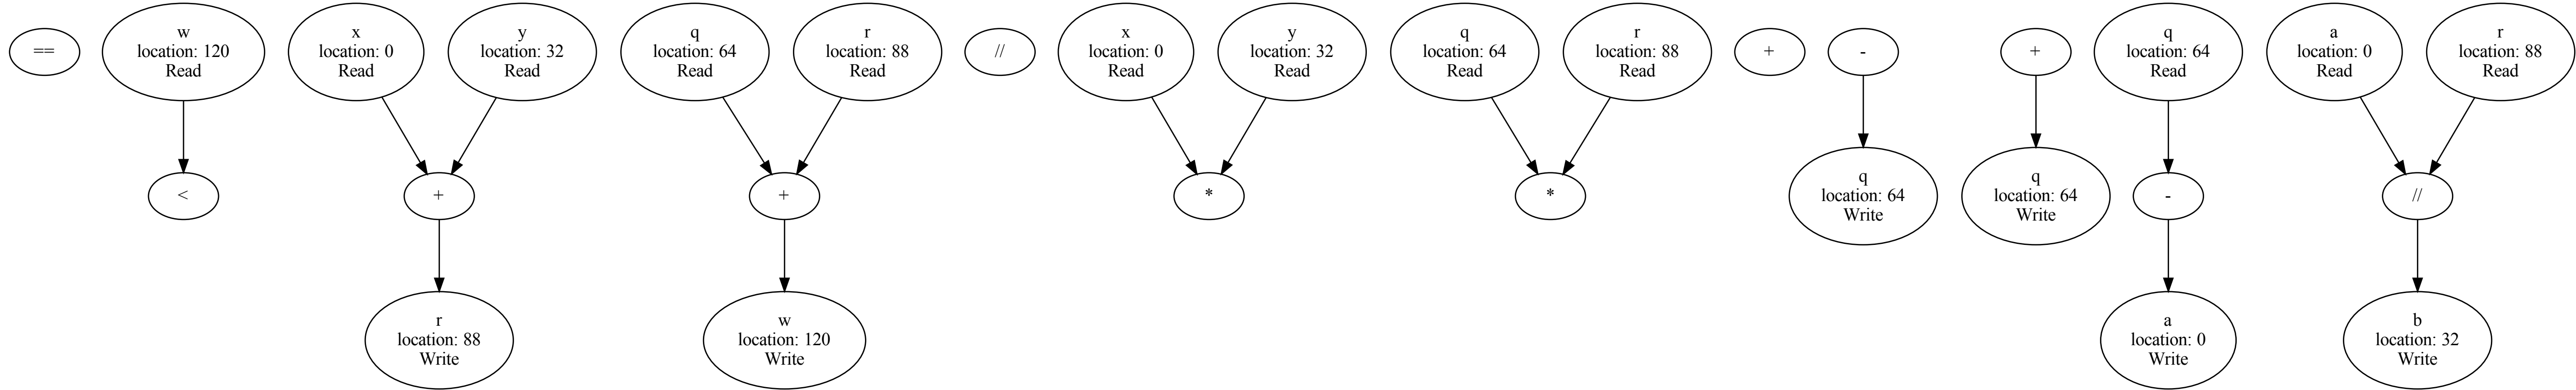 ==
w
location: 120
Read
x
location: 0
Read
y
location: 32
Read
q
location: 64
Read
r
location: 88
Read
//
x
location: 0
Read
y
location: 32
Read
q
location: 64
Read
r
location: 88
Read
+
-
+
q
location: 64
Read
a
location: 0
Read
r
location: 88
Read
<
+
+
*
*
q
location: 64
Write
q
location: 64
Write
-
//
r
location: 88
Write
w
location: 120
Write
a
location: 0
Write
b
location: 32
Write